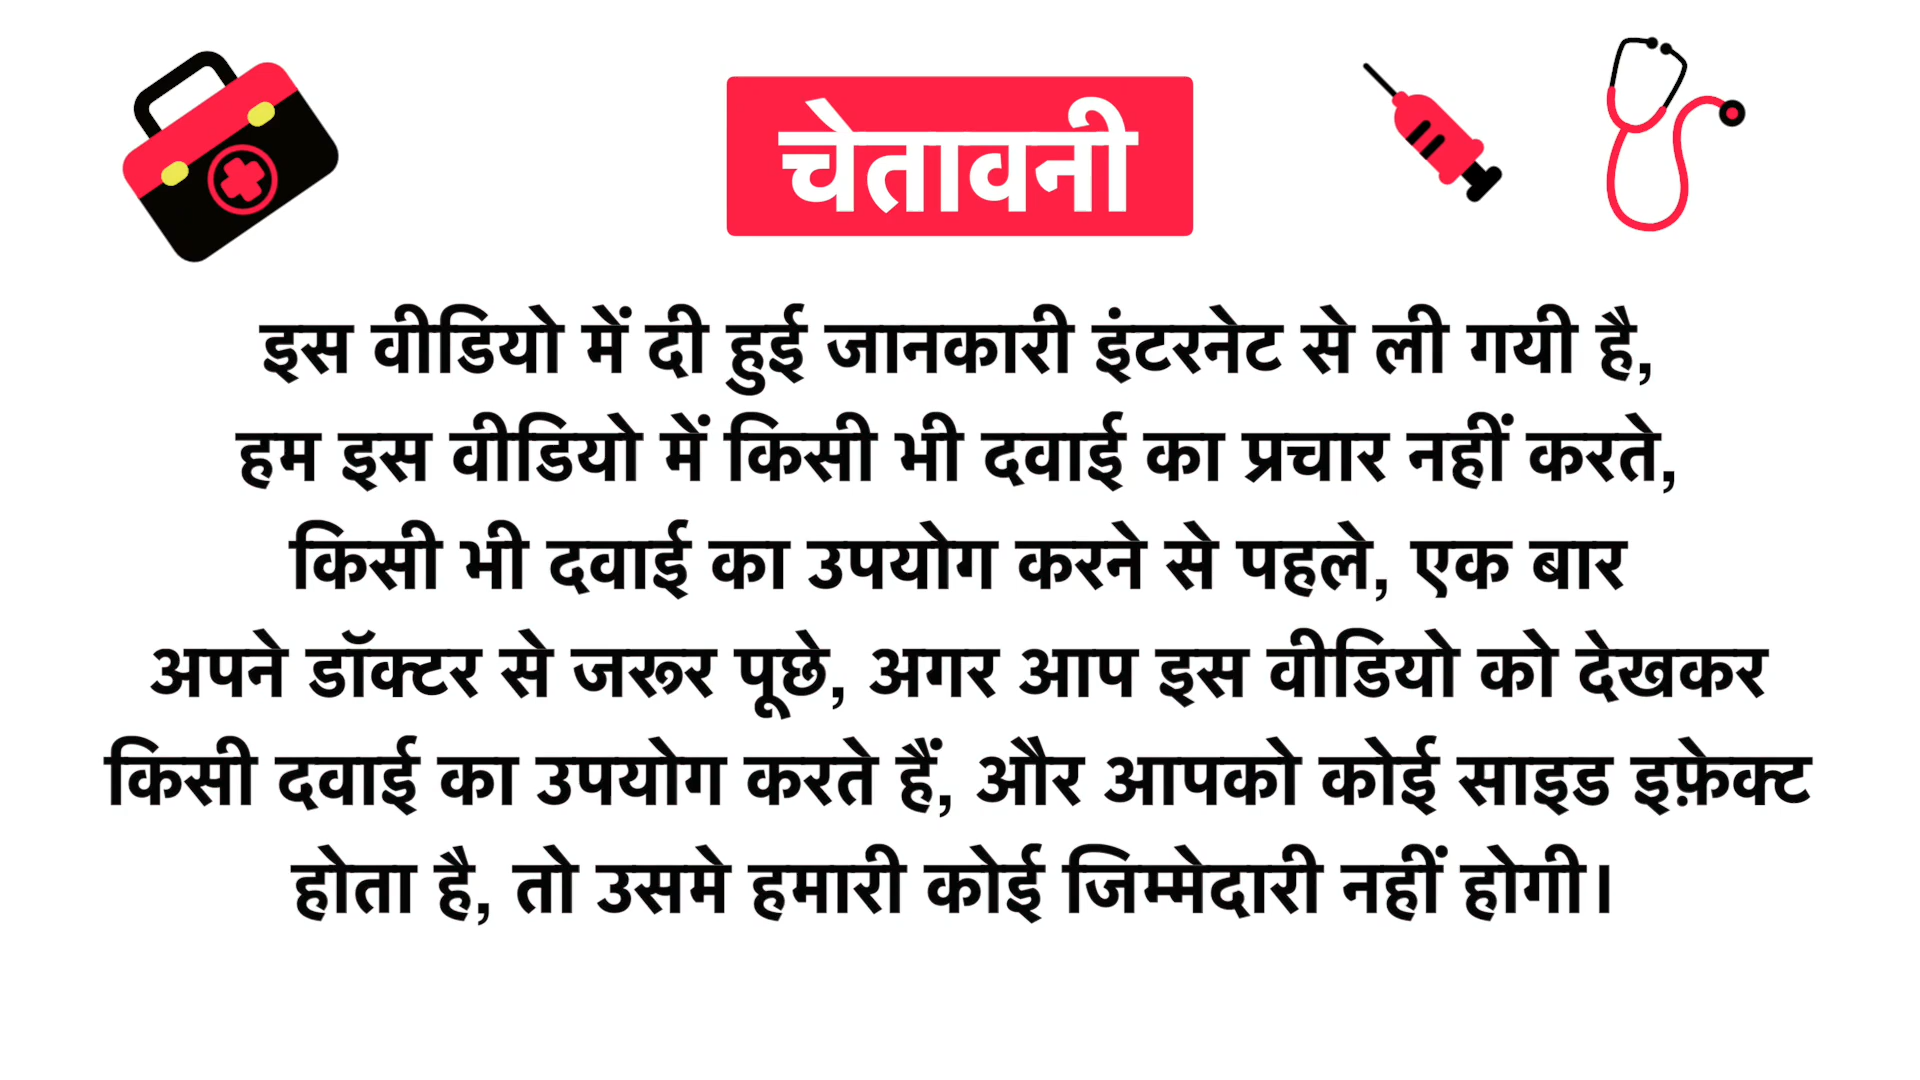 चेतावनी
इस वीडियो में दी हुई जानकारी इंटरनेट से ली गयी है,
हम इस वीडियो में किसी भी दवाई का प्रचार नहीं करते,
किसी भी दवाई का उपयोग करने से पहले, एक बार
अपने डॉक्टर से जरूर पूछे, अगर आप इस वीडियो को देखकर
किसी दवाई का उपयोग करते हैं, और आपको कोई साइड इफ़ेक्ट
होता है, तो उसमे हमारी कोई जिम्मेदारी नहीं होगी।